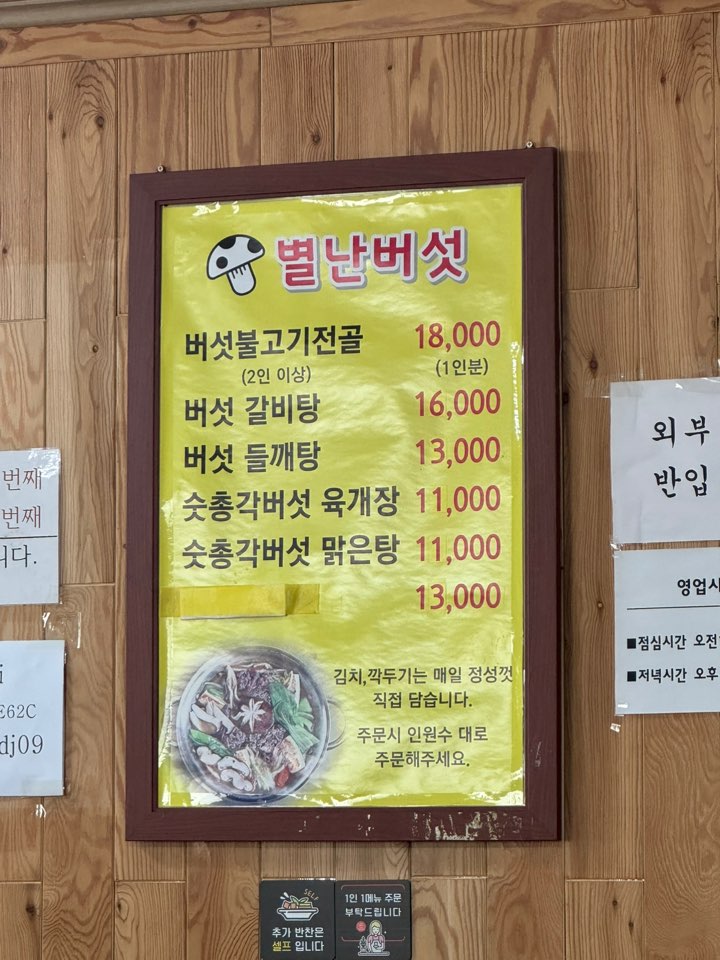 별난버섯
버섯불고기전골 18,000
(2인 이상) (1인분)
버섯 갈비탕 16,000
버섯 들깨탕 13,000
숫총각버섯 육개장 11,000
숫총각버섯 맑은탕 11,000
13,000
김치,깍두기는 매일 정성껏
직접 담습니다.
주문시 인원수 대로
주문해주세요.
번째
번째
니다.
i
E62C
dj09
외부
반입
영업시
■점심시간 오전
■저녁시간 오후
SELF
추가 반찬은
셀프 입니다
1인 1메뉴 주문
부탁드립니다